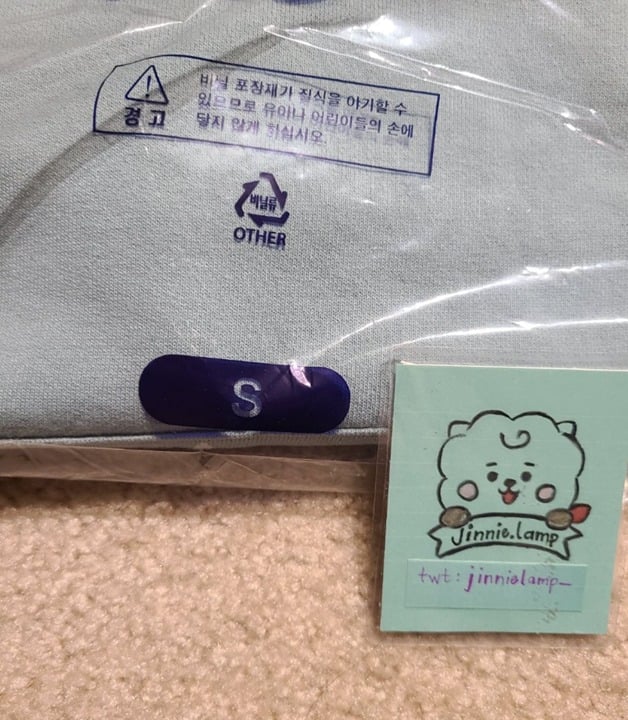 비닐 포장재가 질식을 야기할 수
있으므로 유아나 어린이들의 손에
닿지 않게 하십시오.
경고
비닐류
OTHER
S
jinnie.lamp
twt: jinnielamp_